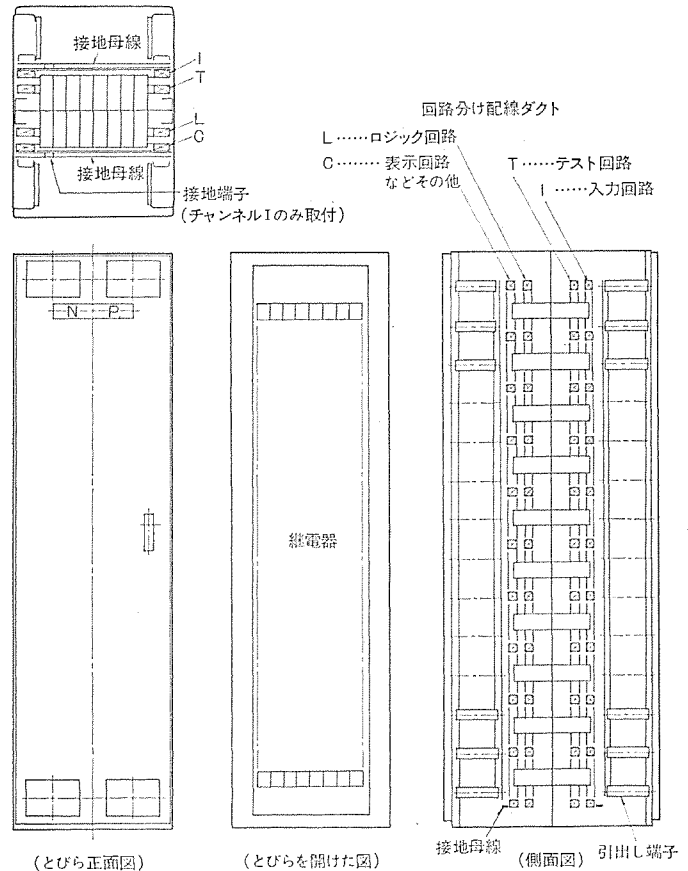 接地母線
I
T
L
C
接地母線
接地端子
(チャンネルIのみ取付)
回路分け配線ダクト
L……ロジック回路
C……… 表示回路
などその他
T……テスト回路
I……入力回路
N P
継電器
接地母線
引出し端子
(とびら正面図)
(とびらを開けた図)
(側面図)